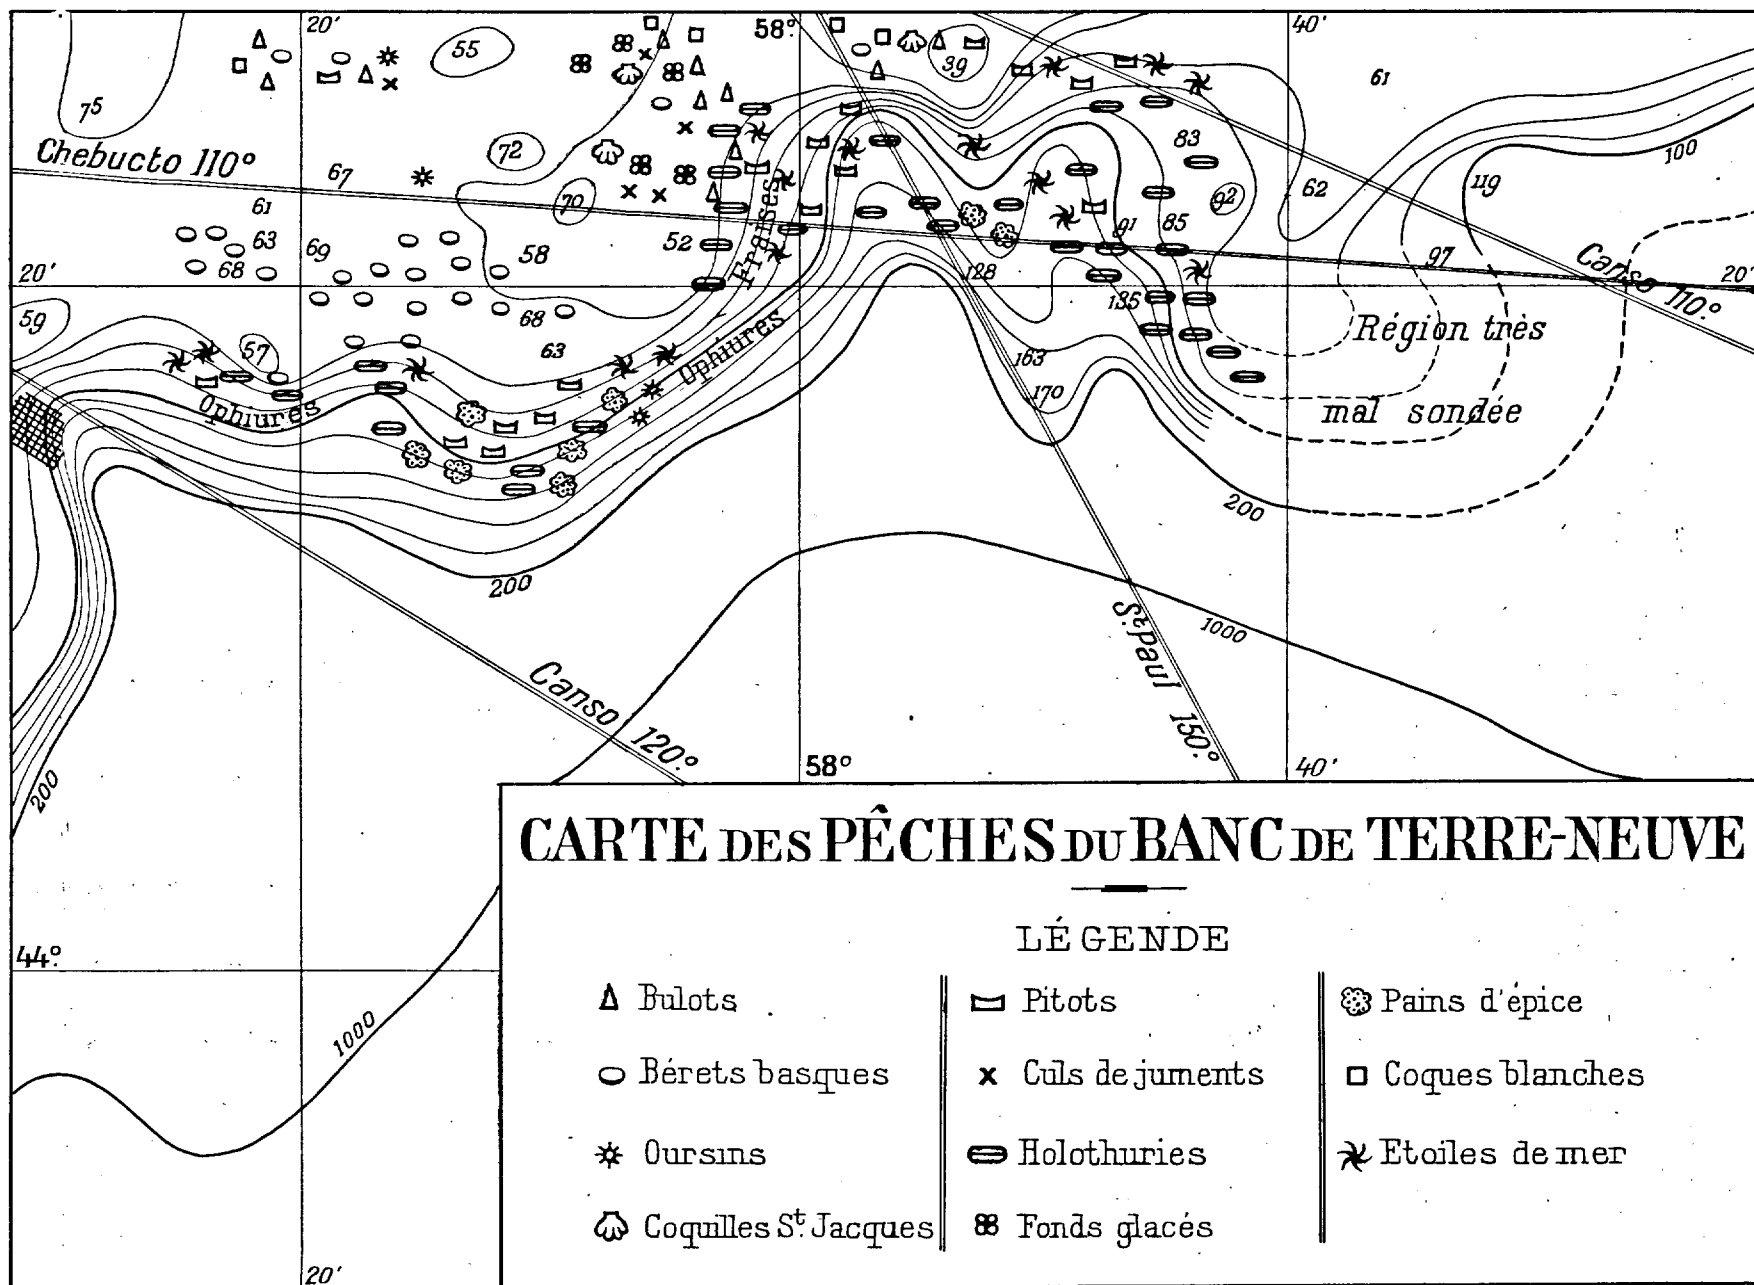 20'
58°.
40'
55
39
61
75
72
83
Chebucto 110°
67
70
92
62
119
100
61
63
68
69
58
52
Fraises
91
85
97
Canso 110°.
20'
20'
128
135
59
57
68
63
Ophiures
Ophiures
163
170
Région très
mal sondée
200
200
200
Canso 120°.
St. Paul 150°.
1000
58°
40'
CARTE DES PÊCHES DU BANC DE TERRE-NEUVE
LÉGENDE
44°.
1000
Bulots
Pitots
Pains d'épice
Bérets basques
Culs de juments
Coques blanches
Oursins
Holothuries
Etoiles de mer
Coquilles St. Jacques
Fonds glacés
20'